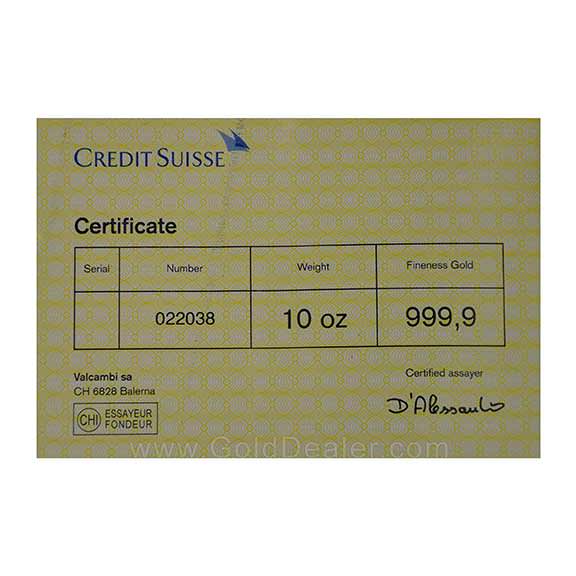 CREDIT SUISSE
Certificate
Serial Number Weight Fineness Gold
022038 10 oz 999,9
Valcambi sa Certified assayer
CH 6828 Balerna
CHI ESSAYEUR FONDEUR
D'Alessandro
www.GoldDealer.com